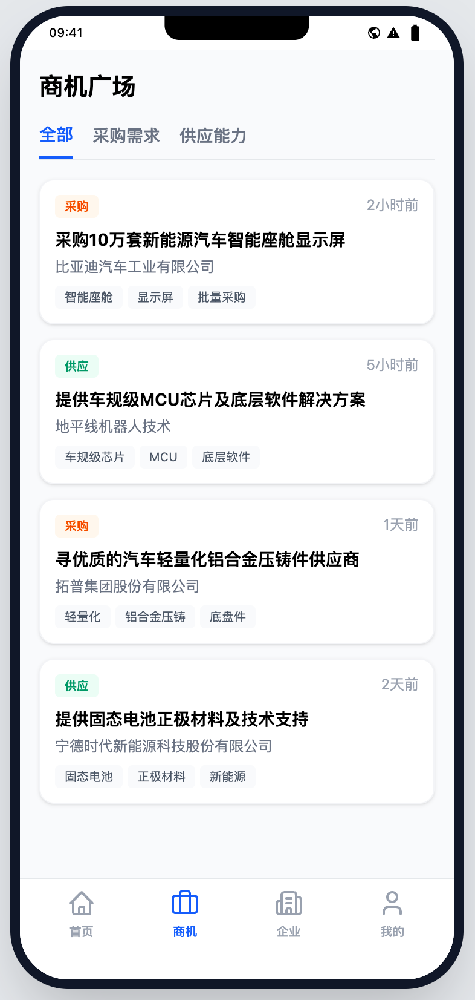 09:41
商机广场
全部 采购需求 供应能力
采购 2小时前
采购10万套新能源汽车智能座舱显示屏
比亚迪汽车工业有限公司
智能座舱 显示屏 批量采购
供应 5小时前
提供车规级MCU芯片及底层软件解决方案
地平线机器人技术
车规级芯片 MCU 底层软件
采购 1天前
寻优质的汽车轻量化铝合金压铸件供应商
拓普集团股份有限公司
轻量化 铝合金压铸 底盘件
供应 2天前
提供固态电池正极材料及技术支持
宁德时代新能源科技股份有限公司
固态电池 正极材料 新能源
首页 商机 企业 我的